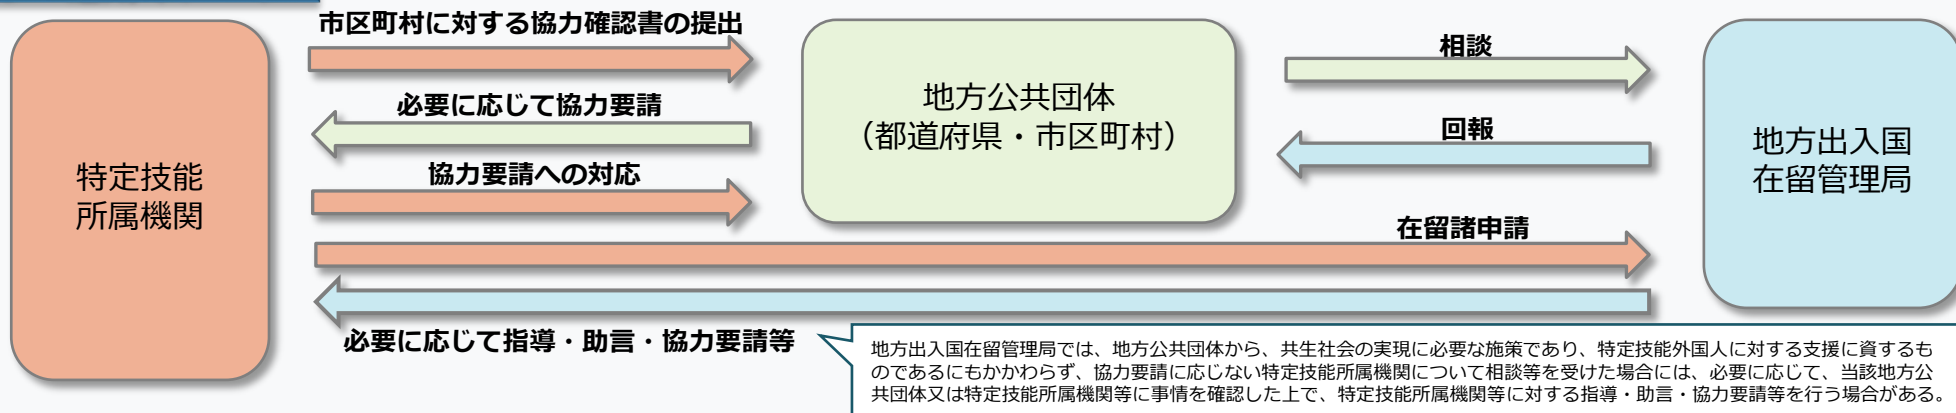 市区町村に対する協力確認書の提出
必要に応じて協力要請
協力要請への対応
特定技能
所属機関
地方公共団体
（都道府県・市区町村）
相談
回報
地方出入国
在留管理局
在留諸申請
必要に応じて指導・助言・協力要請等
地方出入国在留管理局では、地方公共団体から、共生社会の実現に必要な施策であり、特定技能外国人に対する支援に資するも
のであるにもかかわらず、協力要請に応じない特定技能所属機関について相談等を受けた場合には、必要に応じて、当該地方公
共団体又は特定技能所属機関等に事情を確認した上で、特定技能所属機関等に対する指導・助言・協力要請等を行う場合がある。